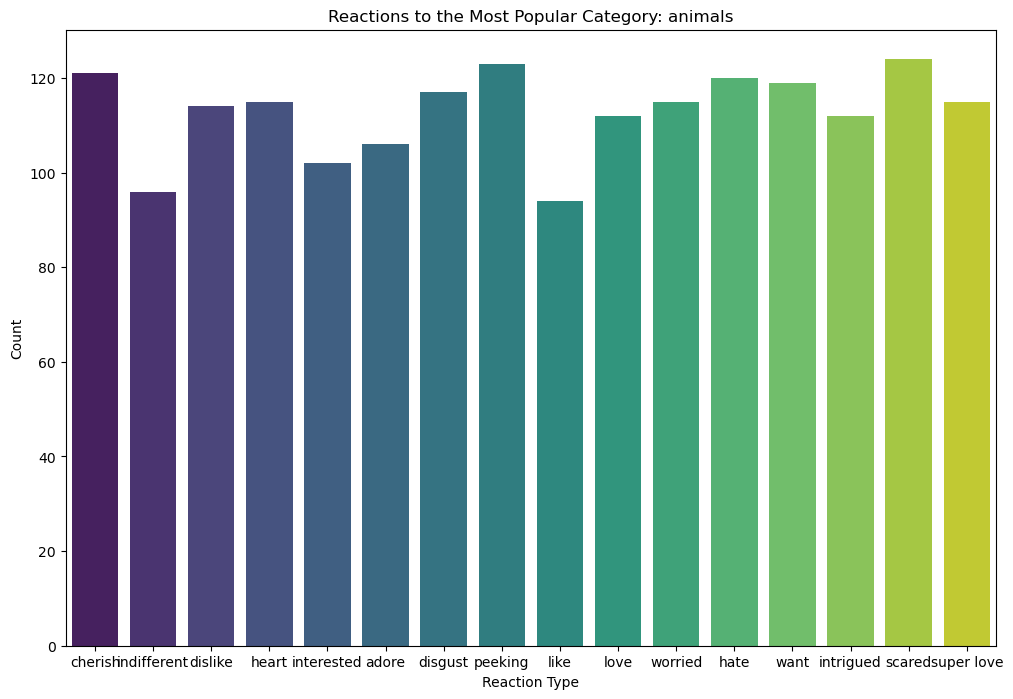 Reactions to the Most Popular Category: animals
120
100
80
60
40
20
0
Count
cherish indifferent dislike heart interested adore disgust peeking like love worried hate want intrigued scared super love
Reaction Type